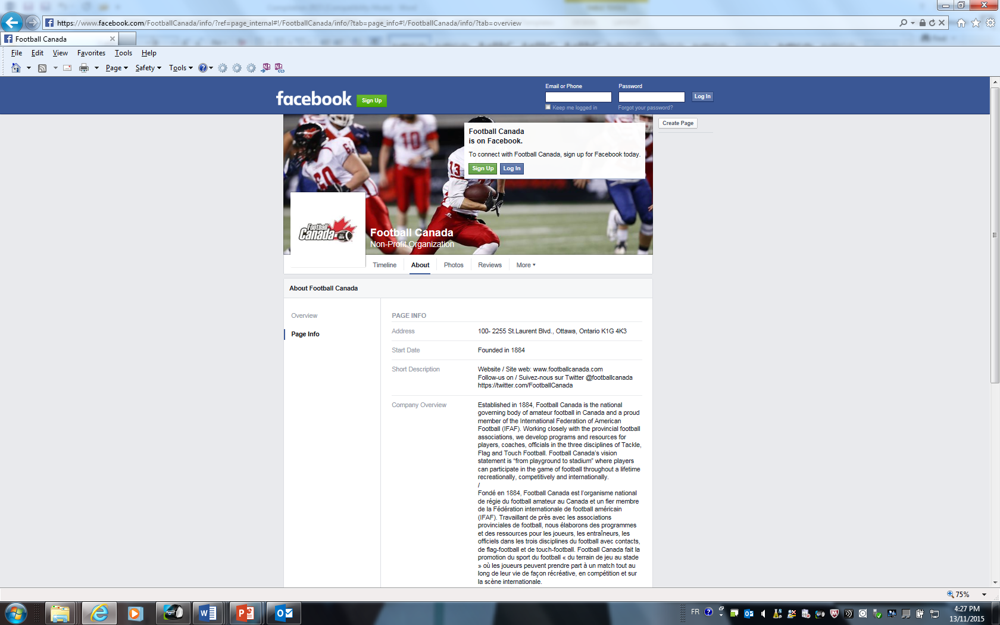 https://www.facebook.com/FootballCanada/info/?ref=page_internal#!/FootballCanada/info/?tab=page_info#!/FootballCanada/info/?tab=overview
Football Canada
File Edit View Favorites Tools Help
Page Safety Tools
facebook Sign Up
Email or Phone Password
Log In
Keep me logged in Forgot your password?
Create Page
Football Canada
is on Facebook.
To connect with Football Canada, sign up for Facebook today.
Sign Up Log In
10
60
13
Football
Canada
Football Canada
Non-Profit Organization
Timeline About Photos Reviews More
About Football Canada
Overview
Page Info
PAGE INFO
Address 100- 2255 St.Laurent Blvd., Ottawa, Ontario K1G 4K3
Start Date Founded in 1884
Short Description Website / Site web: www.footballcanada.com
Follow-us on / Suivez-nous sur Twitter @footballcanada
https://twitter.com/FootballCanada
Company Overview Established in 1884, Football Canada is the national
governing body of amateur football in Canada and a proud
member of the International Federation of American
Football (IFAF). Working closely with the provincial football
associations, we develop programs and resources for
players, coaches, officials in the three disciplines of Tackle,
Flag and Touch Football. Football Canada's vision
statement is “from playground to stadium” where players
can participate in the game of football throughout a lifetime
recreationally, competitively and internationally.
/
Fondé en 1884, Football Canada est l'organisme national
de régie du football amateur au Canada et un fier membre
de la Fédération internationale de football américain
(IFAF). Travaillant de près avec les associations
provinciales de football, nous élaborons des programmes
et des ressources pour les joueurs, les entraîneurs, les
officiels dans les trois disciplines du football avec contacts,
de flag-football et de touch-football. Football Canada fait la
promotion du sport du football « du terrain de jeu au stade
» où les joueurs peuvent prendre part à un match tout au
long de leur vie de façon récréative, en compétition et sur
la scène internationale.
75%
FR
4:27 PM
13/11/2015